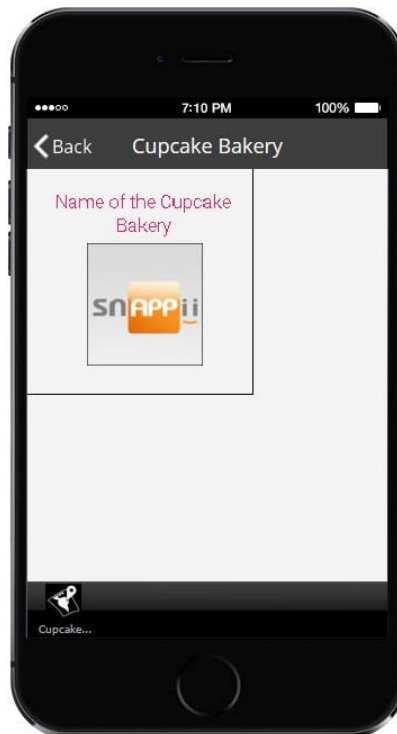 7:10 PM 100%
Back Cupcake Bakery
Name of the Cupcake
Bakery
snAPPii
Cupcake...